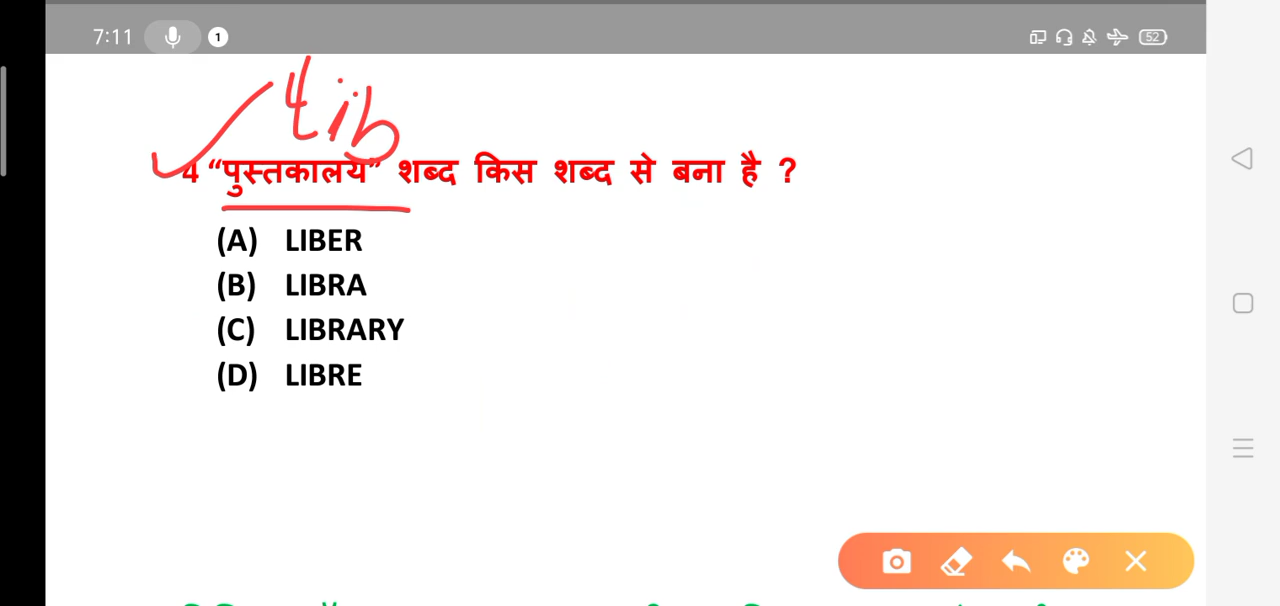 7:11 1 52
Lib
4 “पुस्तकालय” शब्द किस शब्द से बना है ?
(A) LIBER
(B) LIBRA
(C) LIBRARY
(D) LIBRE